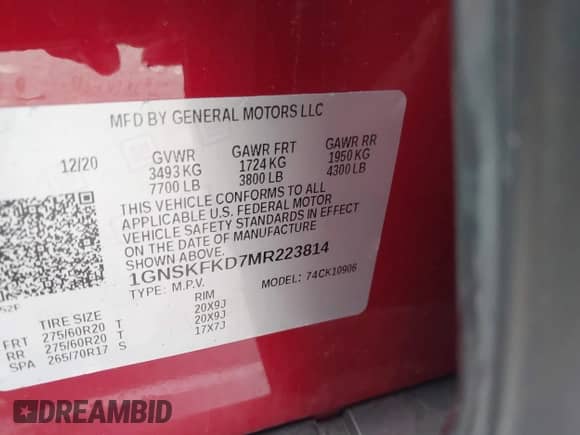 MFD BY GENERAL MOTORS LLC
12/20 GVWR GAWR FRT GAWR RR
3493 KG 1724 KG 1950 KG
7700 LB 3800 LB 4300 LB
THIS VEHICLE CONFORMS TO ALL
APPLICABLE U.S. FEDERAL MOTOR
VEHICLE SAFETY STANDARDS IN EFFECT
ON THE DATE OF MANUFACTURE
SHOWN ABOVE.
1GNSKFKD7MR223814
TYPE: M.P.V. MODEL: 74CK10906
TIRE SIZE RIM
FRT 275/60R20 T 20X9J
RR 275/60R20 T 20X9J
SPA 265/70R17 S 17X7J
DREAMBID